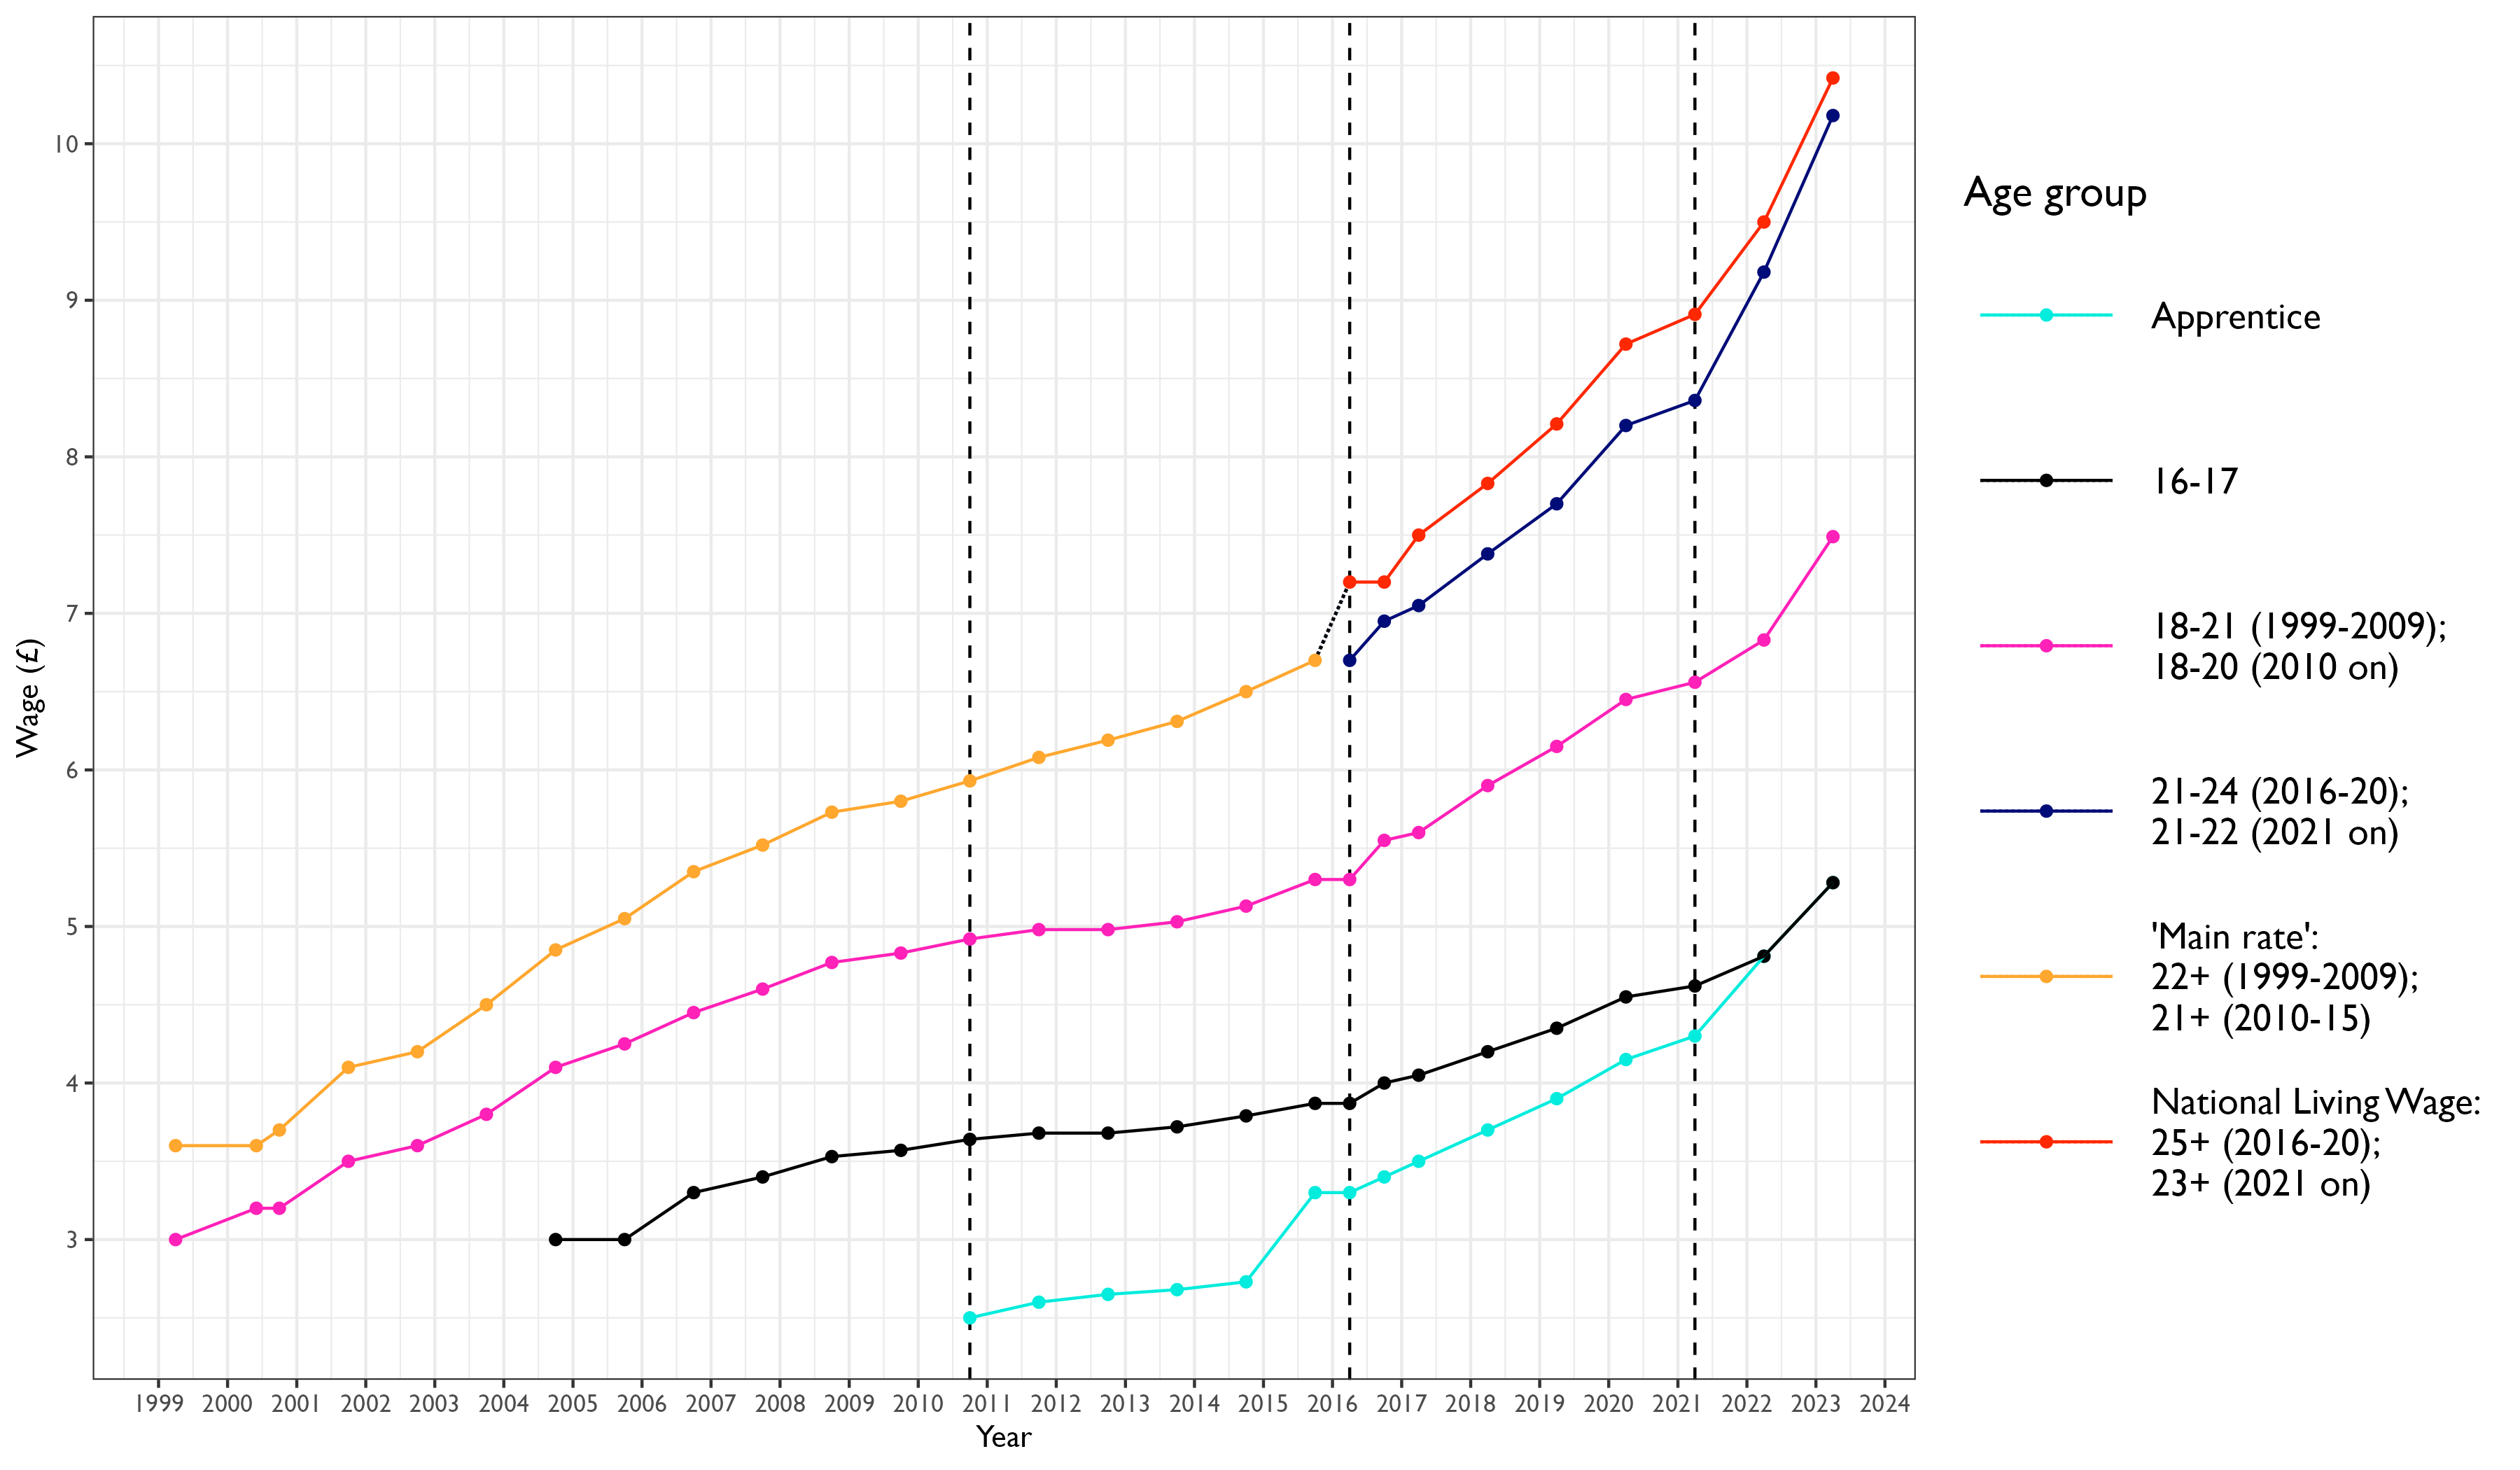 10
9
8
7
6
5
4
3
Wage (£)
1999 2000 2001 2002 2003 2004 2005 2006 2007 2008 2009 2010 2011 2012 2013 2014 2015 2016 2017 2018 2019 2020 2021 2022 2023 2024
Year
Age group
Apprentice
16-17
18-21 (1999-2009);
18-20 (2010 on)
21-24 (2016-20);
21-22 (2021 on)
'Main rate':
22+ (1999-2009);
21+ (2010-15)
National Living Wage:
25+ (2016-20);
23+ (2021 on)